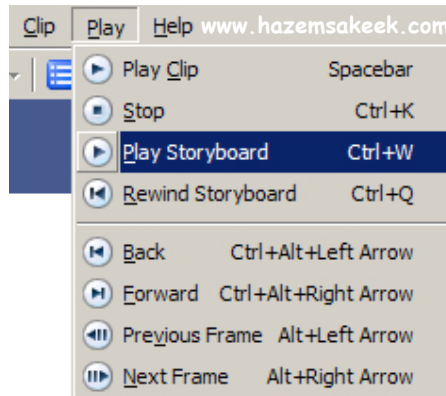 Clip Play Help www.hazemsakeek.com
Play Clip Spacebar
Stop Ctrl+K
Play Storyboard Ctrl+W
Rewind Storyboard Ctrl+Q
Back Ctrl+Alt+Left Arrow
Forward Ctrl+Alt+Right Arrow
Previous Frame Alt+Left Arrow
Next Frame Alt+Right Arrow